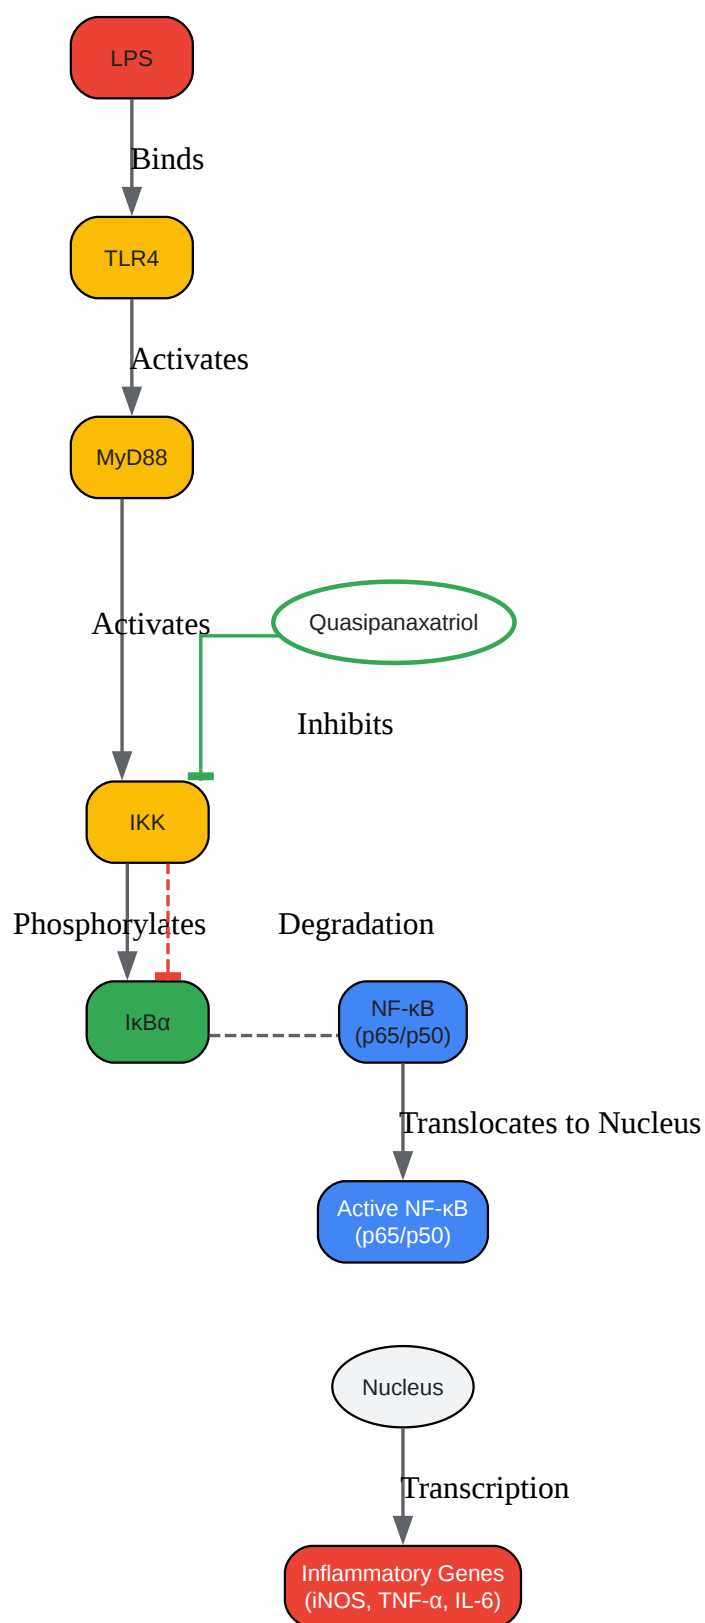 LPS
Binds
TLR4
Activates
MyD88
Activates
Quasipanaxatriol
Inhibits
IKK
Phosphorylates
Degradation
IκBα
NF-κB
(p65/p50)
Translocates to Nucleus
Active NF-κB
(p65/p50)
Nucleus
Transcription
Inflammatory Genes
(iNOS, TNF-α, IL-6)